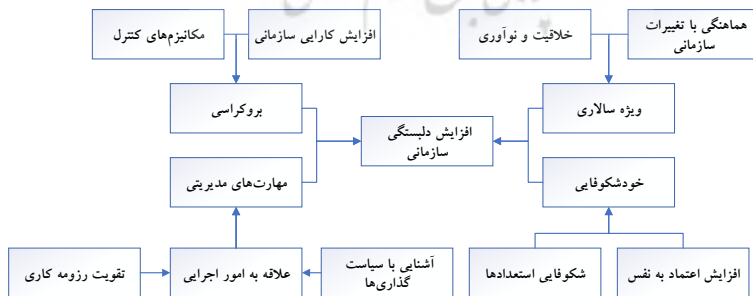 هماهنگی با تغییرات
سازمانی
خلاقیت و نوآوری
افزایش کارایی سازمانی
مکانیزم‌های کنترل
ویژه سالاری
بروکراسی
افزایش دلبستگی
سازمانی
خودشکوفایی
مهارت‌های مدیریتی
افزایش اعتماد به نفس
شکوفایی استعدادها
آشنایی با سیاست
گذاری‌ها
علاقه به امور اجرایی
تقویت رزومه کاری